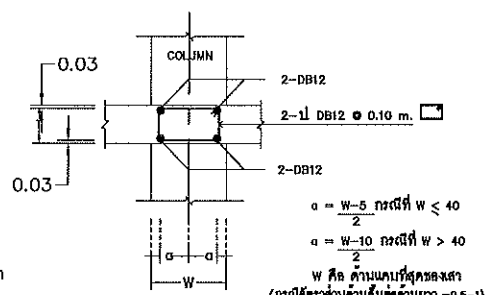 COLUMN
0.03
2-DB12
2-ป DB12 @ 0.10 m.
2-DB12
0.03
a = W-5 กรณีที่ W ≤ 40
2
a = W-10 กรณีที่ W > 40
2
a a
W
W คือ ด้านแคบที่สุดของเสา